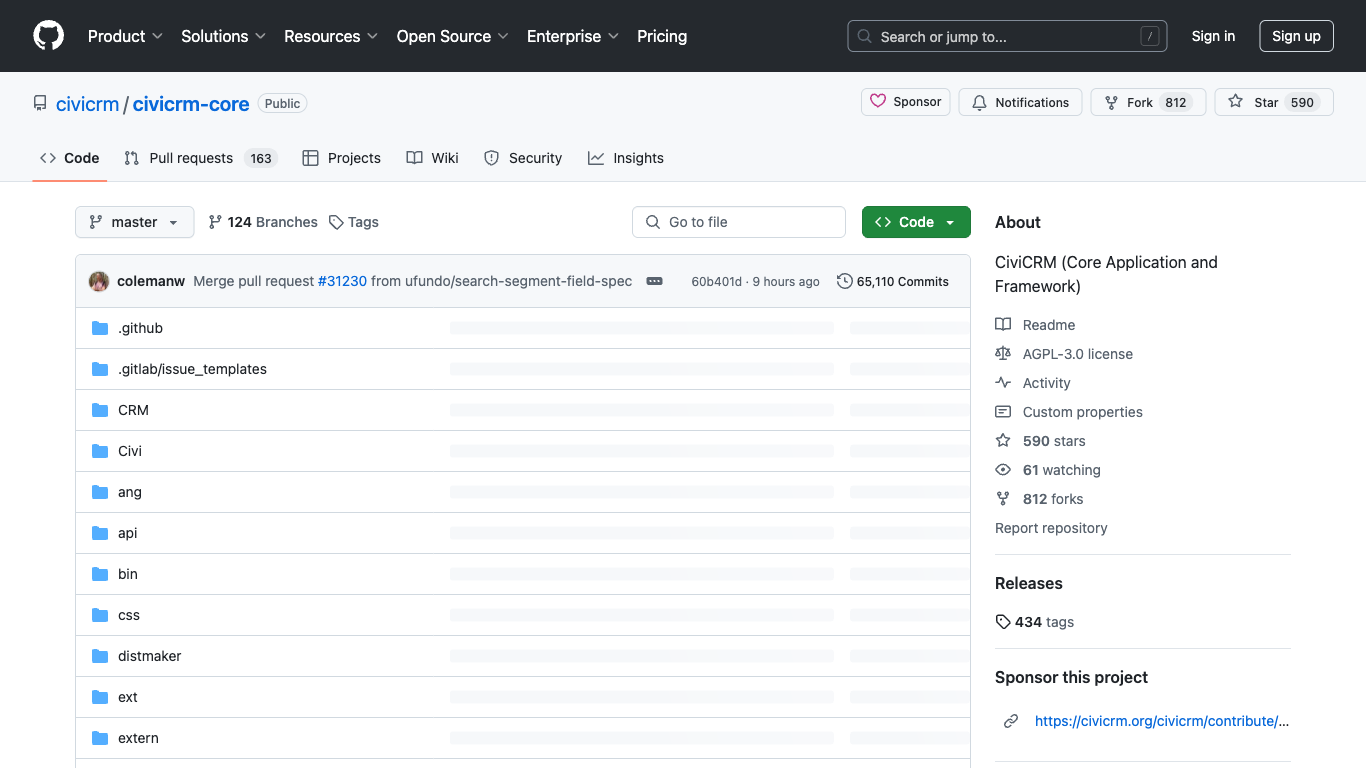 Product Solutions Resources Open Source Enterprise Pricing Search or jump to... / Sign in Sign up
civicrm / civicrm-core Public Sponsor Notifications Fork 812 Star 590
Code Pull requests 163 Projects Wiki Security Insights
master 124 Branches Tags Go to file Code
colemanw Merge pull request #31230 from ufundo/search-segment-field-spec 60b401d · 9 hours ago 65,110 Commits
.github
.gitlab/issue_templates
CRM
Civi
ang
api
bin
css
distmaker
ext
extern
About
CiviCRM (Core Application and
Framework)
Readme
AGPL-3.0 license
Activity
Custom properties
590 stars
61 watching
812 forks
Report repository
Releases
434 tags
Sponsor this project
https://civicrm.org/civicrm/contribute/...